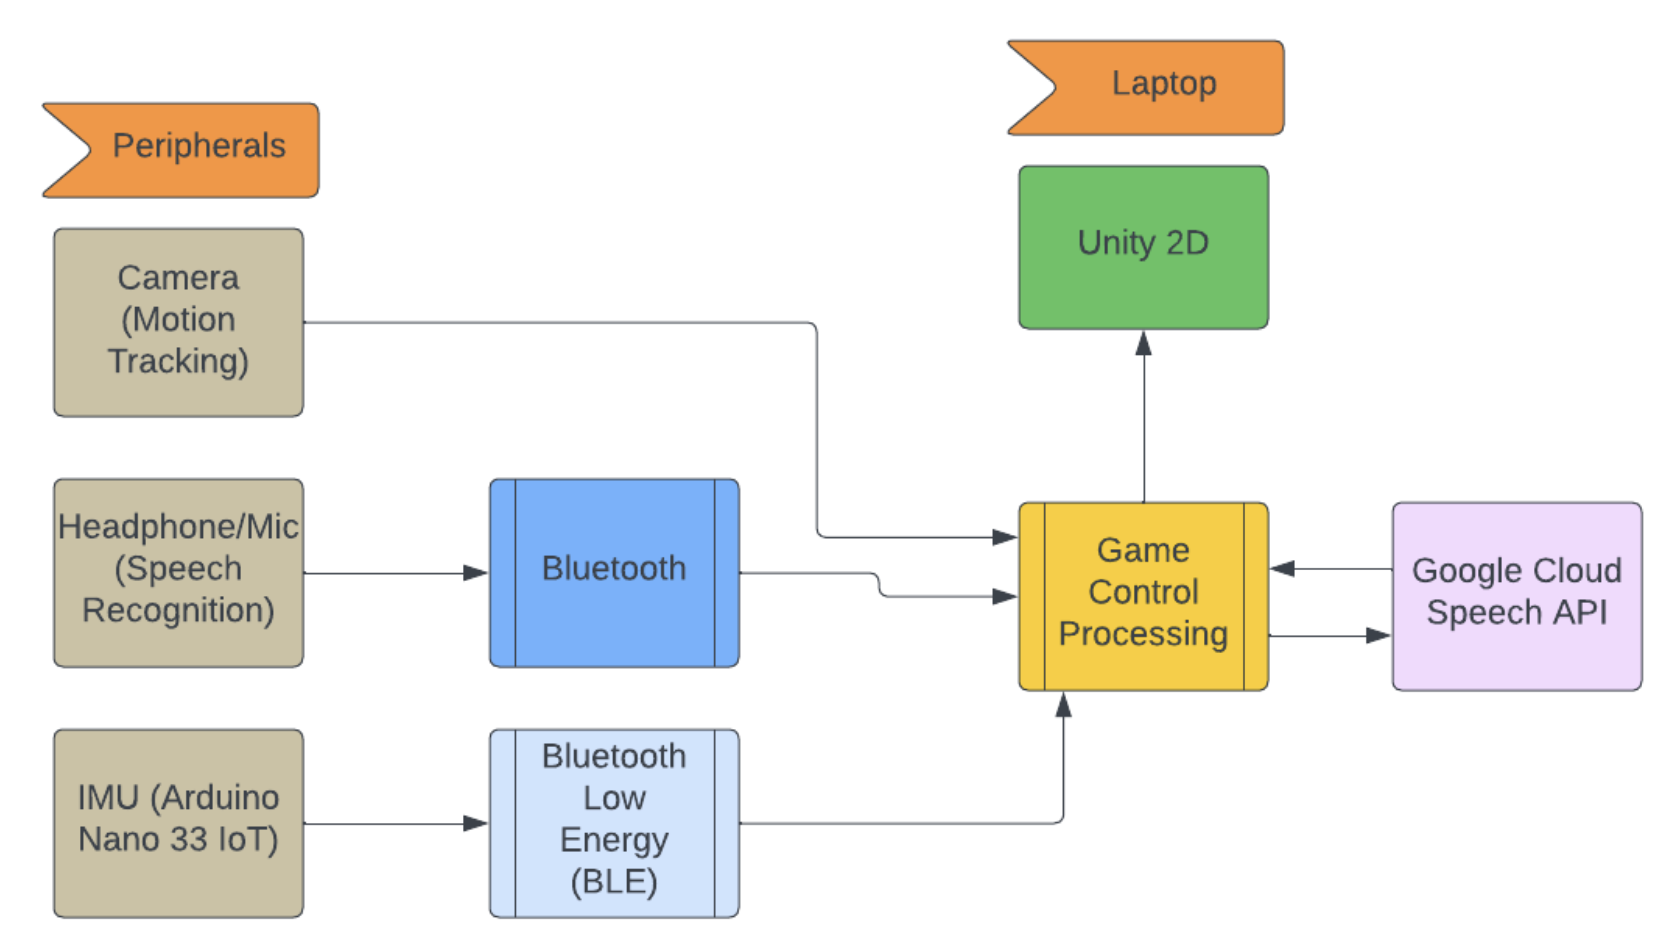 Laptop
Peripherals
Unity 2D
Camera
(Motion
Tracking)
Headphone/Mic
(Speech
Recognition)
Bluetooth
Game
Control
Processing
Google Cloud
Speech API
IMU (Arduino
Nano 33 IoT)
Bluetooth
Low
Energy
(BLE)